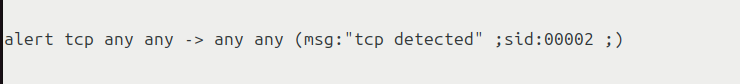 alert tcp any any -> any any (msg:"tcp detected" ;sid:00002 ;)